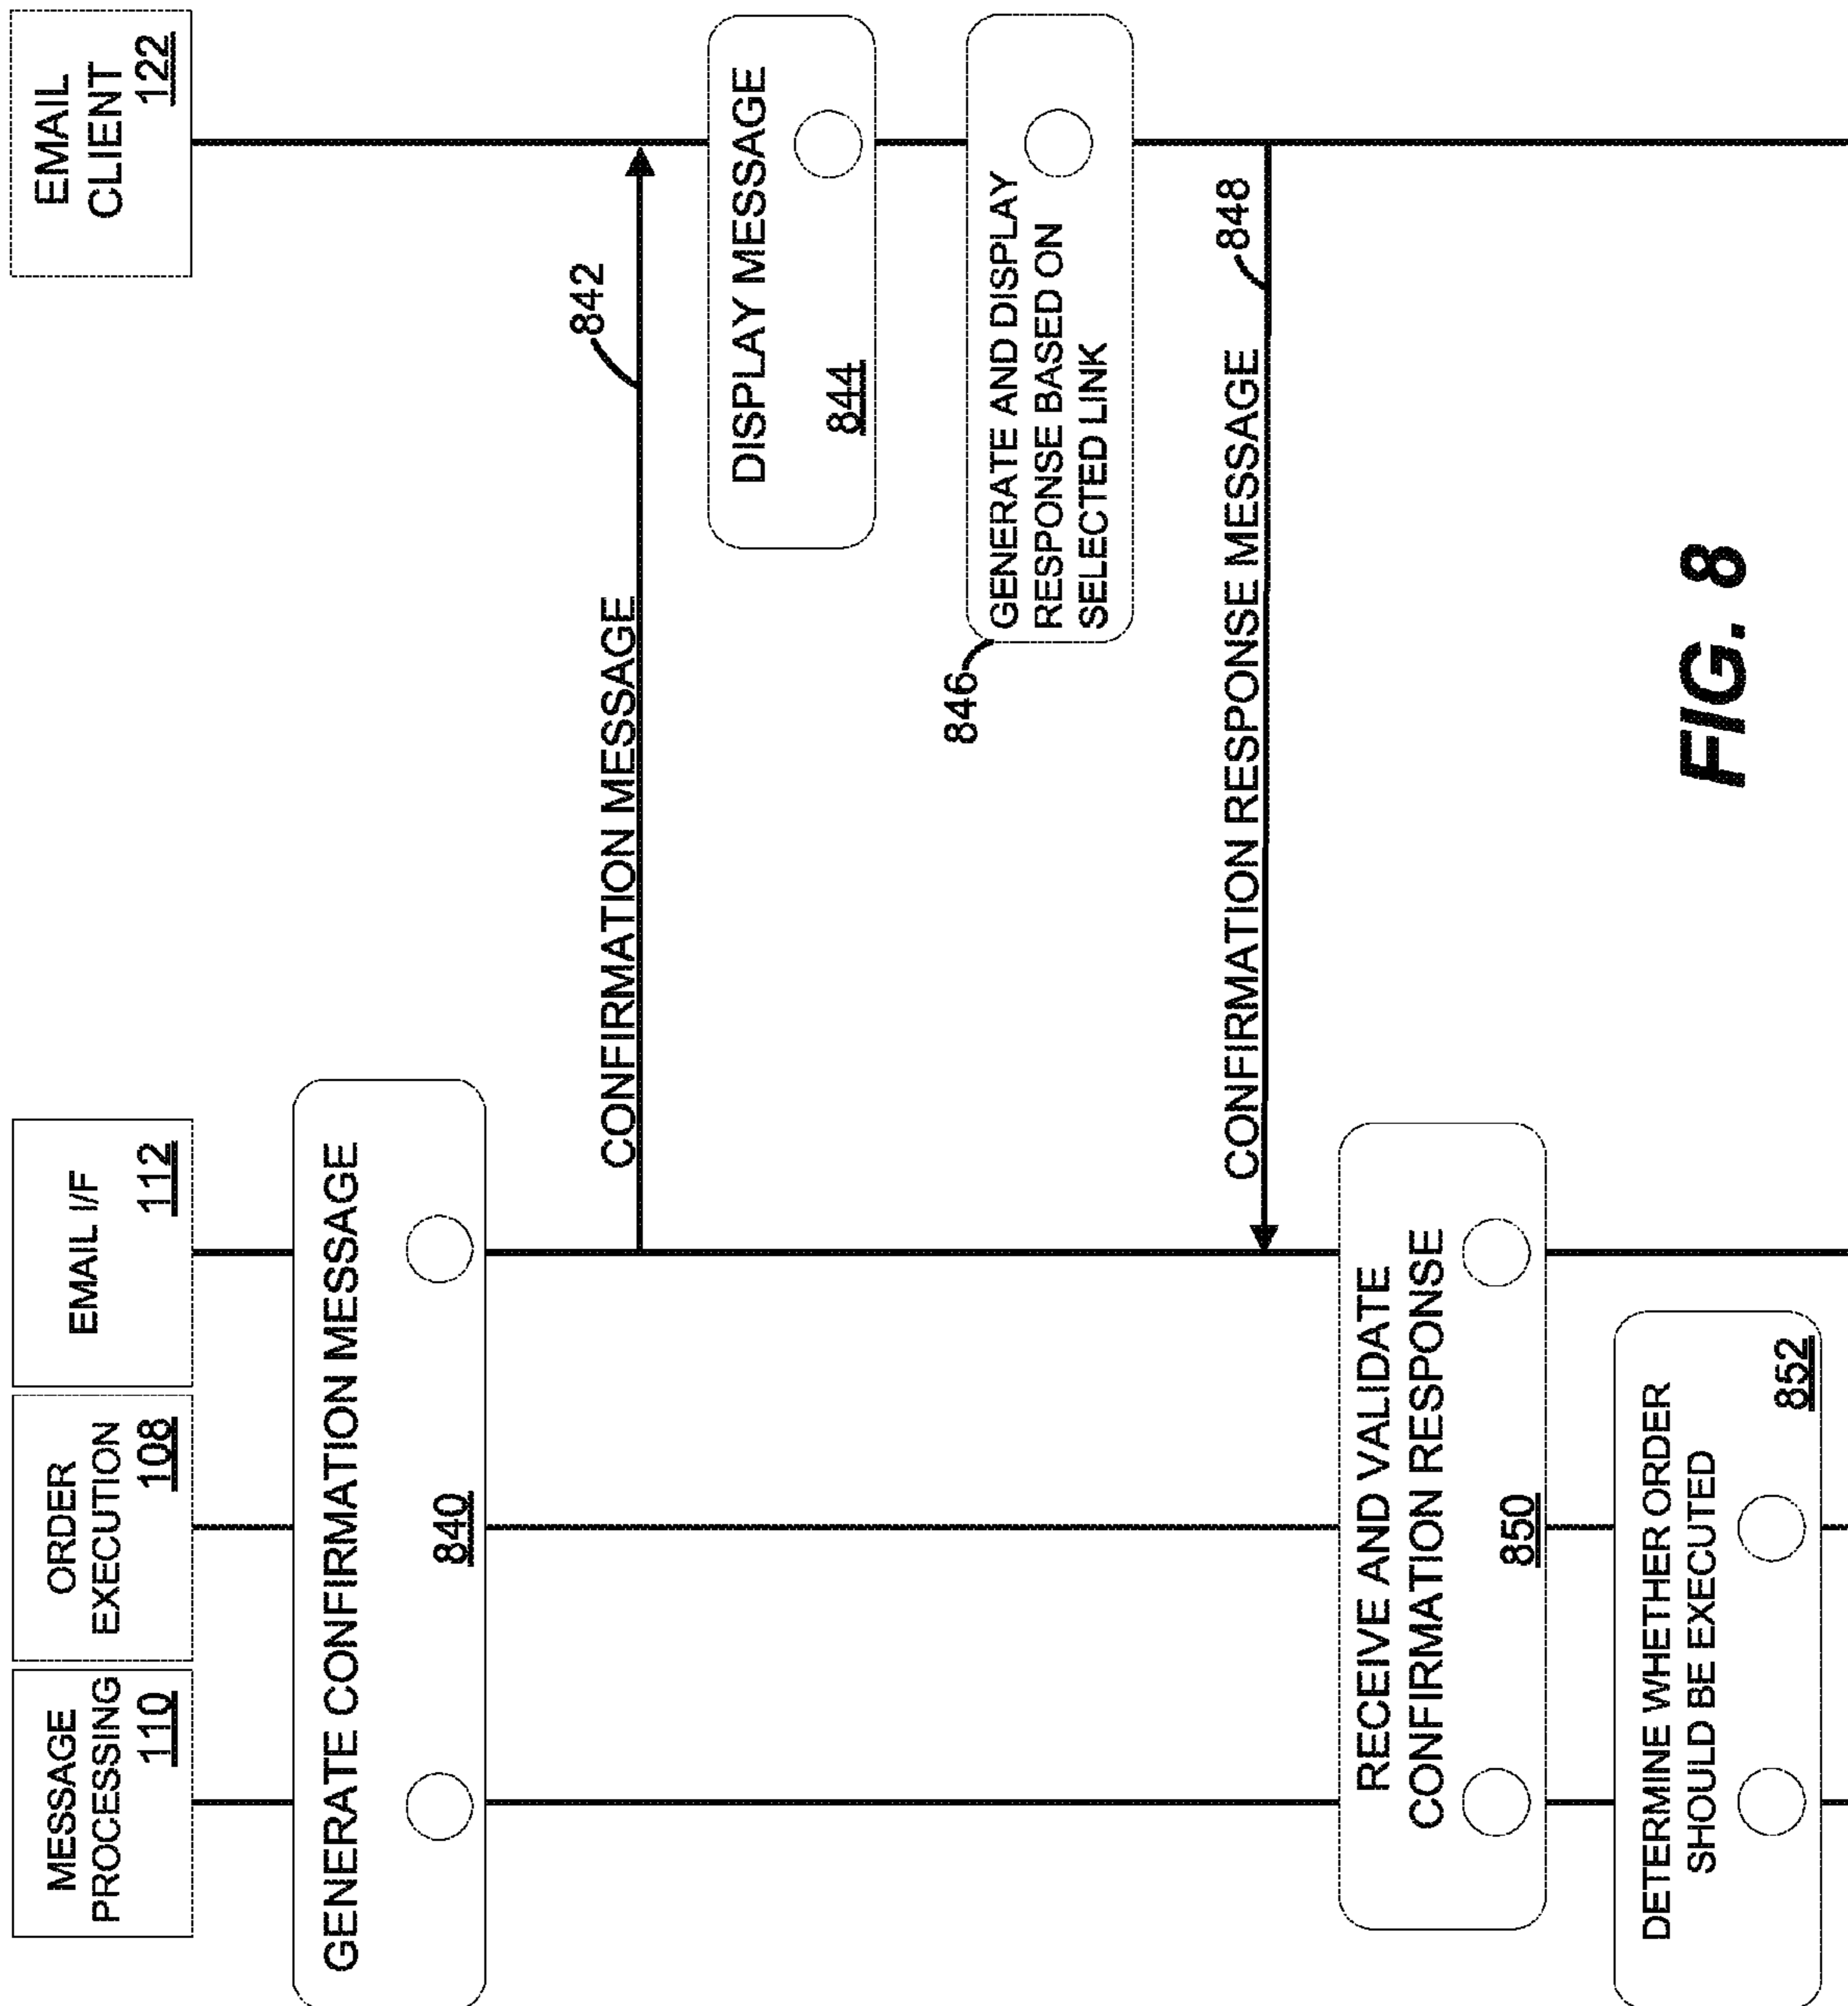 MESSAGE
PROCESSING
110
ORDER
EXECUTION
108
EMAIL I/F
112
EMAIL
CLIENT
122
GENERATE CONFIRMATION MESSAGE
840
CONFIRMATION MESSAGE
842
DISPLAY MESSAGE
844
846
GENERATE AND DISPLAY
RESPONSE BASED ON
SELECTED LINK
CONFIRMATION RESPONSE MESSAGE
848
RECEIVE AND VALIDATE
CONFIRMATION RESPONSE
850
DETERMINE WHETHER ORDER
SHOULD BE EXECUTED
852
FIG. 8